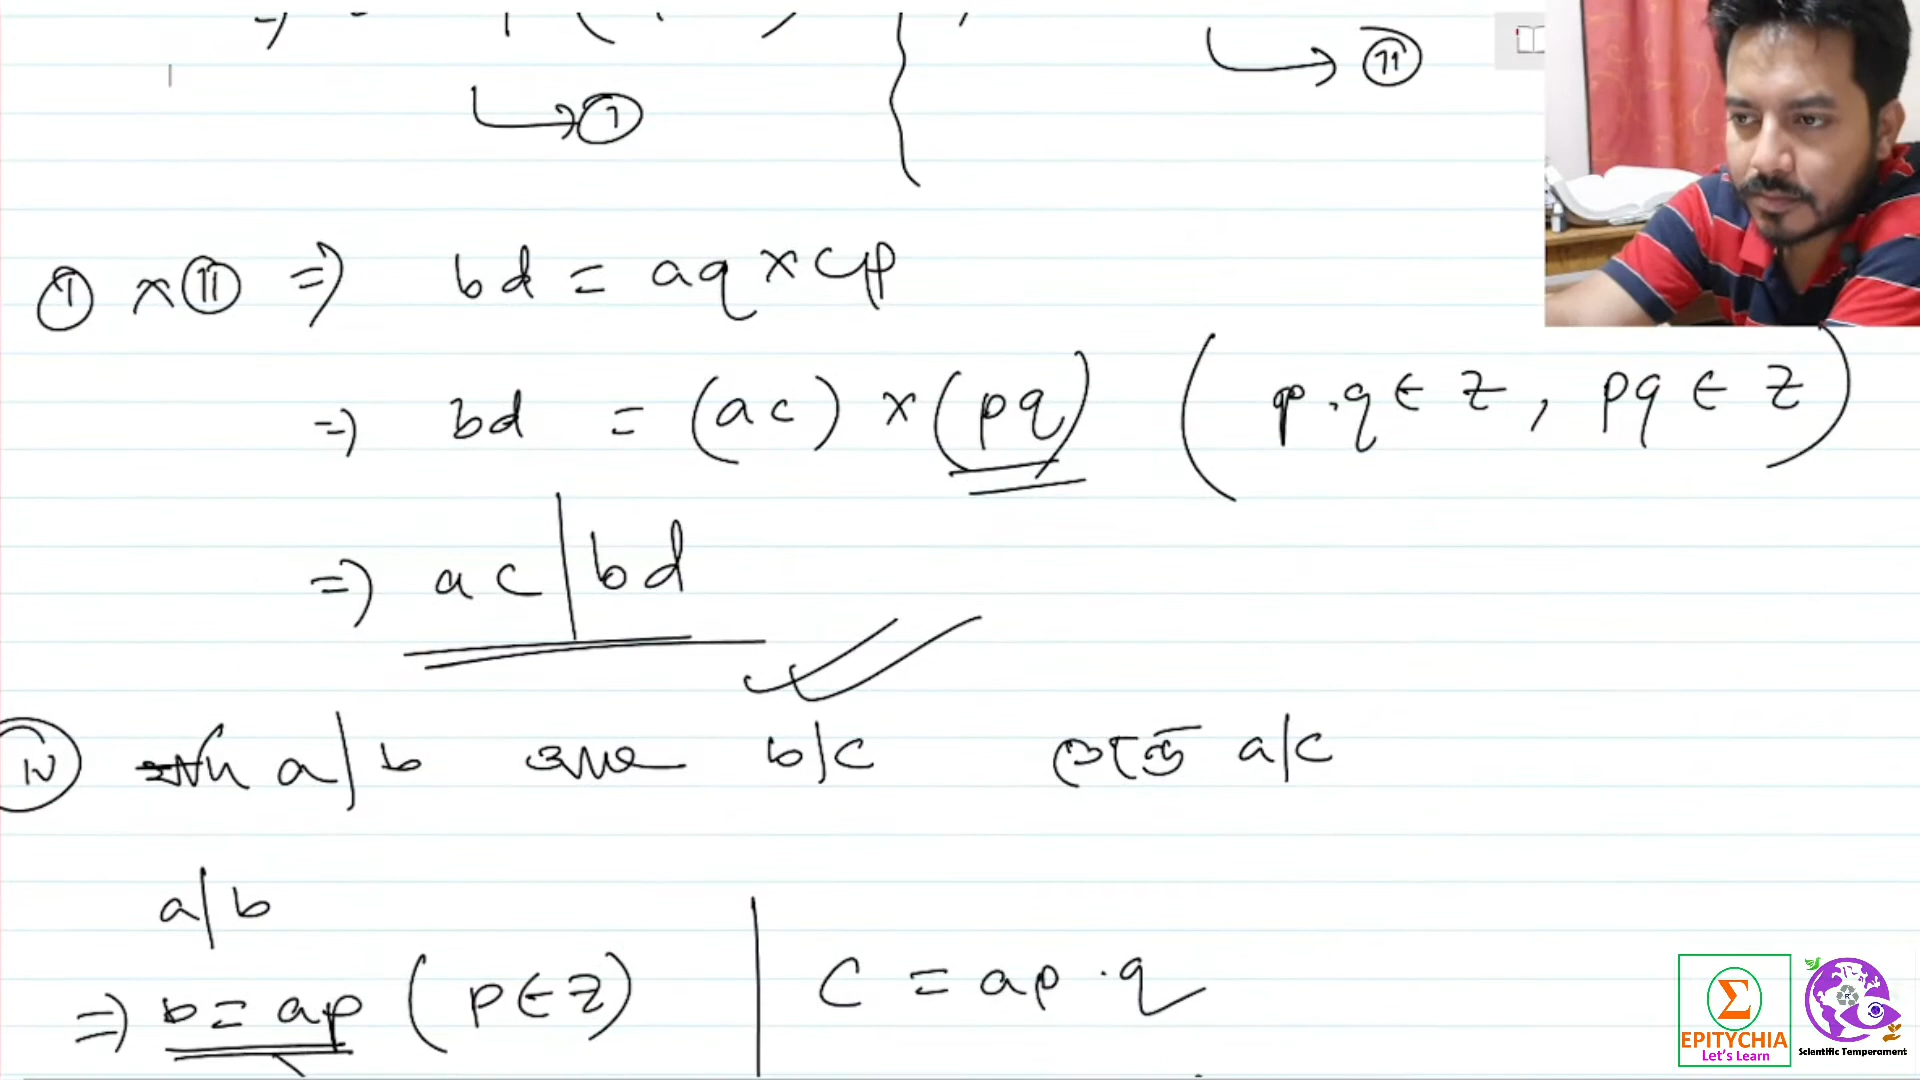 → (I)
→ (II)
(I) × (II) ⇒ bd = aq × cp
⇒ bd = (ac) × (pq) ( p.q ∈ Z, pq ∈ Z )
⇒ ac | bd
(iv) যদি a | b এবং b | c তবে a | c
a | b
⇒ b = ap ( p ∈ Z )
c = ap · q
Σ
EPITYCHIA
Let's Learn
Scientific Temperament